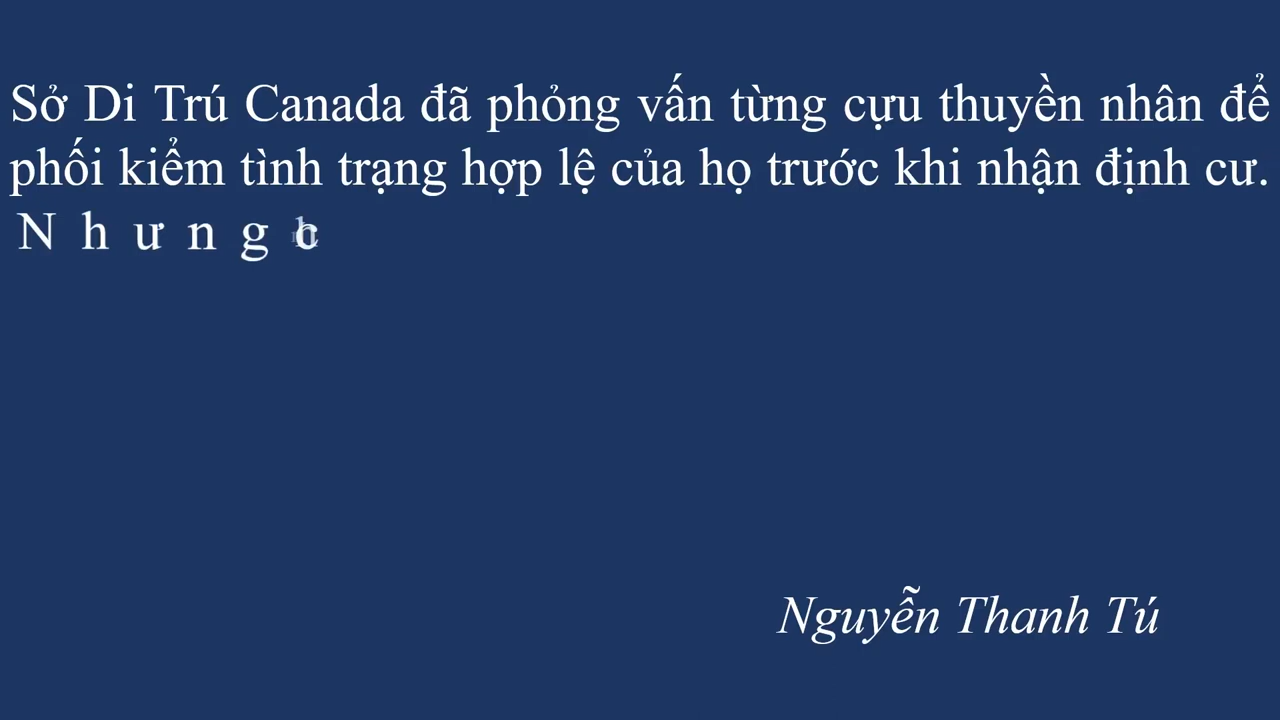 Sở Di Trú Canada đã phỏng vấn từng cựu thuyền nhân để
phối kiểm tình trạng hợp lệ của họ trước khi nhận định cư.
Nhưng
Nguyễn Thanh Tú